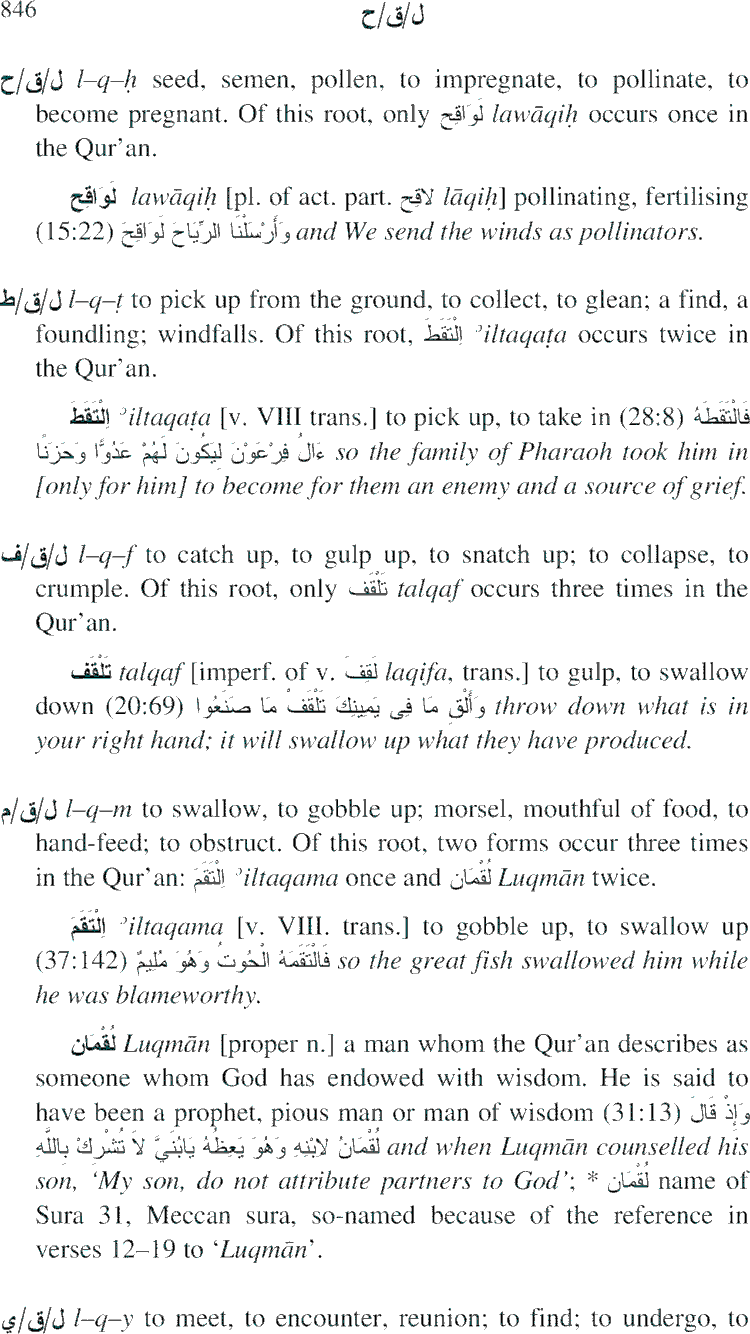 846
ل/ق/ح
ل/ق/ح l–q–ḥ seed, semen, pollen, to impregnate, to pollinate, to
become pregnant. Of this root, only لَوَاقِح lawāqiḥ occurs once in
the Qur’an.
لَوَاقِح lawāqiḥ [pl. of act. part. لاقِح lāqiḥ] pollinating, fertilising
(15:22) وَأَرْسَلْنَا الرِّيَاحَ لَوَاقِحَ and We send the winds as pollinators.
ل/ق/ط l–q–ṭ to pick up from the ground, to collect, to glean; a find, a
foundling; windfalls. Of this root, اِلْتَقَطَ ʾiltaqaṭa occurs twice in
the Qur’an.
اِلْتَقَطَ ʾiltaqaṭa [v. VIII trans.] to pick up, to take in (28:8) فَالْتَقَطَهُ
ءَالُ فِرْعَوْنَ لِيَكُونَ لَهُمْ عَدُوًّا وَحَزَنًا so the family of Pharaoh took him in
[only for him] to become for them an enemy and a source of grief.
ل/ق/ف l–q–f to catch up, to gulp up, to snatch up; to collapse, to
crumple. Of this root, only تَلْقَف talqaf occurs three times in the
Qur’an.
تَلْقَف talqaf [imperf. of v. لَقِفَ laqifa, trans.] to gulp, to swallow
down (20:69) وَأَلْقِ مَا فِى يَمِينِكَ تَلْقَفْ مَا صَنَعُوا throw down what is in
your right hand; it will swallow up what they have produced.
ل/ق/م l–q–m to swallow, to gobble up; morsel, mouthful of food, to
hand-feed; to obstruct. Of this root, two forms occur three times
in the Qur’an: اِلْتَقَمَ ʾiltaqama once and لُقْمَان Luqmān twice.
اِلْتَقَمَ ʾiltaqama [v. VIII. trans.] to gobble up, to swallow up
(37:142) فَالْتَقَمَهُ الْحُوتُ وَهُوَ مُلِيمٌ so the great fish swallowed him while
he was blameworthy.
لُقْمَان Luqmān [proper n.] a man whom the Qur’an describes as
someone whom God has endowed with wisdom. He is said to
have been a prophet, pious man or man of wisdom (31:13) وَإِذْ قَالَ
لُقْمَانُ لابْنِهِ وَهُوَ يَعِظُهُ يَابُنَيَّ لاَ تُشْرِكْ بِاللَّهِ and when Luqmān counselled his
son, ‘My son, do not attribute partners to God’; * لُقْمَان name of
Sura 31, Meccan sura, so-named because of the reference in
verses 12–19 to ‘Luqmān’.
ل/ق/ي l–q–y to meet, to encounter, reunion; to find; to undergo, to